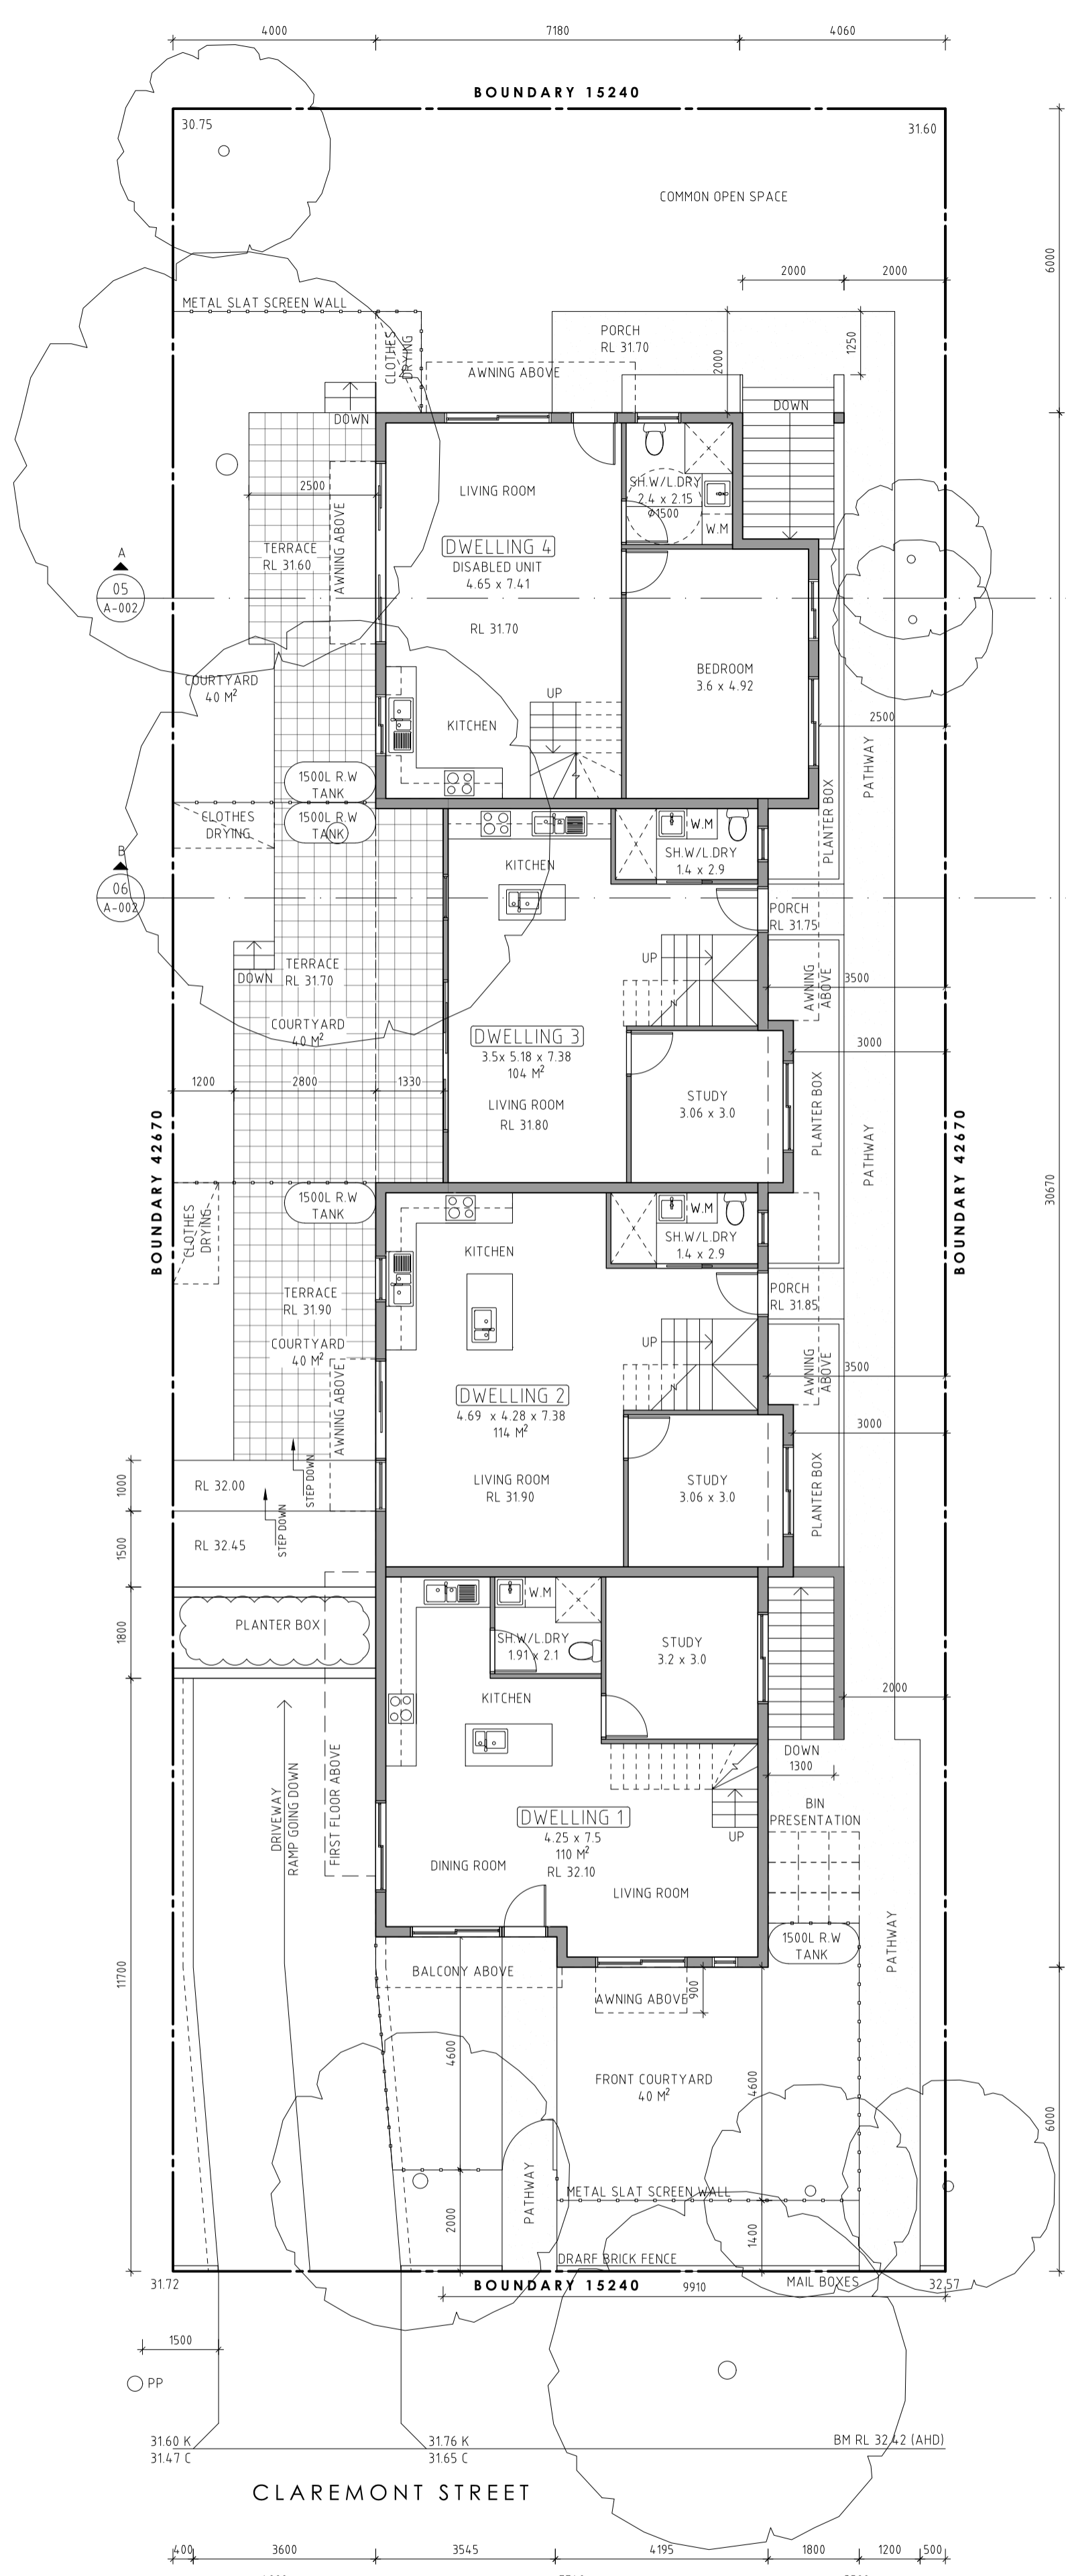 4000
7180
4060
BOUNDARY 15240
30.75
31.60
COMMON OPEN SPACE
6000
2000
2000
METAL SLAT SCREEN WALL
CLOTHES
DRYING
PORCH
RL 31.70
2000
1250
AWNING ABOVE
DOWN
DOWN
2500
LIVING ROOM
SH.W/L.DRY
2.4 x 2.15
Ø1500
W.M
AWNING ABOVE
TERRACE
RL 31.60
DWELLING 4
DISABLED UNIT
4.65 x 7.41
A
05
A-002
RL 31.70
BEDROOM
3.6 x 4.92
COURTYARD
40 M²
UP
KITCHEN
2500
PATHWAY
1500L R.W
TANK
1500L R.W
TANK
CLOTHES
DRYING
PLANTER BOX
W.M
SH.W/L.DRY
1.4 x 2.9
KITCHEN
B
06
A-002
PORCH
RL 31.75
UP
TERRACE
RL 31.70
DOWN
AWNING
ABOVE
3500
COURTYARD
40 M²
DWELLING 3
3.5x 5.18 x 7.38
104 M²
3000
1200
2800
1330
LIVING ROOM
RL 31.80
STUDY
3.06 x 3.0
PLANTER BOX
PATHWAY
BOUNDARY 42670
BOUNDARY 42670
30670
1500L R.W
TANK
CLOTHES
DRYING
W.M
SH.W/L.DRY
1.4 x 2.9
KITCHEN
TERRACE
RL 31.90
PORCH
RL 31.85
COURTYARD
40 M²
UP
AWNING
ABOVE
3500
AWNING ABOVE
DWELLING 2
4.69 x 4.28 x 7.38
114 M²
3000
1000
RL 32.00
STEP DOWN
LIVING ROOM
RL 31.90
STUDY
3.06 x 3.0
PLANTER BOX
1500
RL 32.45
STEP DOWN
1800
PLANTER BOX
W.M
SH.W/L.DRY
1.91 x 2.1
STUDY
3.2 x 3.0
KITCHEN
2000
DOWN
1300
DRIVEWAY
RAMP GOING DOWN
FIRST FLOOR ABOVE
DWELLING 1
4.25 x 7.5
110 M²
RL 32.10
UP
BIN
PRESENTATION
DINING ROOM
LIVING ROOM
PATHWAY
1500L R.W
TANK
11700
BALCONY ABOVE
AWNING ABOVE
900
4600
FRONT COURTYARD
40 M²
4600
6000
PATHWAY
METAL SLAT SCREEN WALL
2000
1400
DRARF BRICK FENCE
31.72
BOUNDARY 15240
9910
MAIL BOXES
32.57
1500
PP
31.60 K
31.76 K
BM RL 32.42 (AHD)
31.47 C
31.65 C
CLAREMONT STREET
400
3600
3545
4195
1800
1200
500